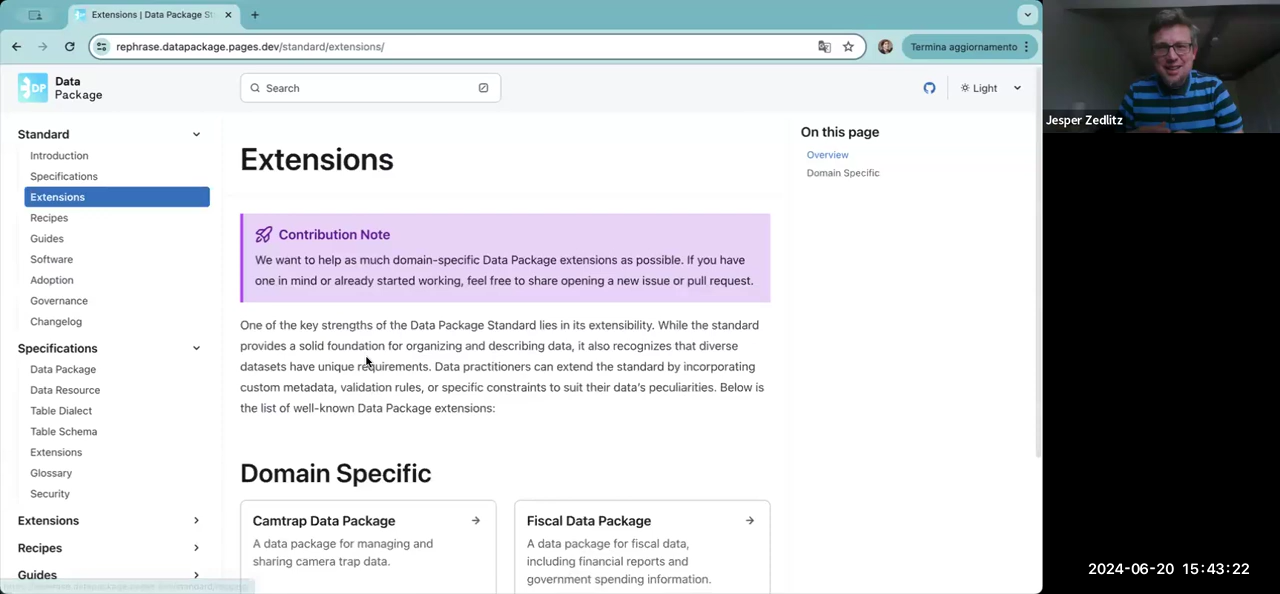 Extensions | Data Package St
rephrase.datapackage.pages.dev/standard/extensions/
Termina aggiornamento
DP
Data
Package
Search
Light
Jesper Zedlitz
Standard
Introduction
Specifications
Extensions
Recipes
Guides
Software
Adoption
Governance
Changelog
Specifications
Data Package
Data Resource
Table Dialect
Table Schema
Extensions
Glossary
Security
Extensions
Recipes
Guides
Extensions
Contribution Note
We want to help as much domain-specific Data Package extensions as possible. If you have
one in mind or already started working, feel free to share opening a new issue or pull request.
One of the key strengths of the Data Package Standard lies in its extensibility. While the standard
provides a solid foundation for organizing and describing data, it also recognizes that diverse
datasets have unique requirements. Data practitioners can extend the standard by incorporating
custom metadata, validation rules, or specific constraints to suit their data's peculiarities. Below is
the list of well-known Data Package extensions:
Domain Specific
Camtrap Data Package
A data package for managing and
sharing camera trap data.
Fiscal Data Package
A data package for fiscal data,
including financial reports and
government spending information.
On this page
Overview
Domain Specific
2024-06-20 15:43:22